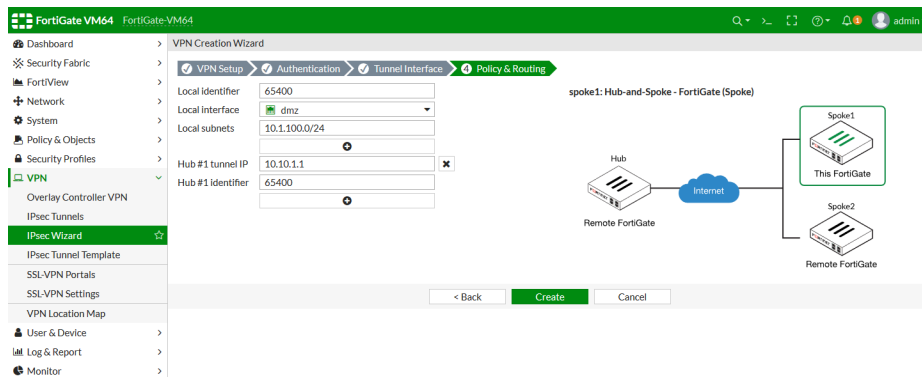 FortiGate VM64 FortiGate-VM64
1 admin
Dashboard
Security Fabric
FortiView
Network
System
Policy & Objects
Security Profiles
VPN
Overlay Controller VPN
IPsec Tunnels
IPsec Wizard
IPsec Tunnel Template
SSL-VPN Portals
SSL-VPN Settings
VPN Location Map
User & Device
Log & Report
Monitor
VPN Creation Wizard
VPN Setup Authentication Tunnel Interface 4 Policy & Routing
Local identifier 65400
Local interface dmz
Local subnets 10.1.100.0/24
Hub #1 tunnel IP 10.10.1.1
Hub #1 identifier 65400
spoke1: Hub-and-Spoke - FortiGate (Spoke)
Spoke1
This FortiGate
Hub
Internet
Remote FortiGate
Spoke2
Remote FortiGate
< Back Create Cancel